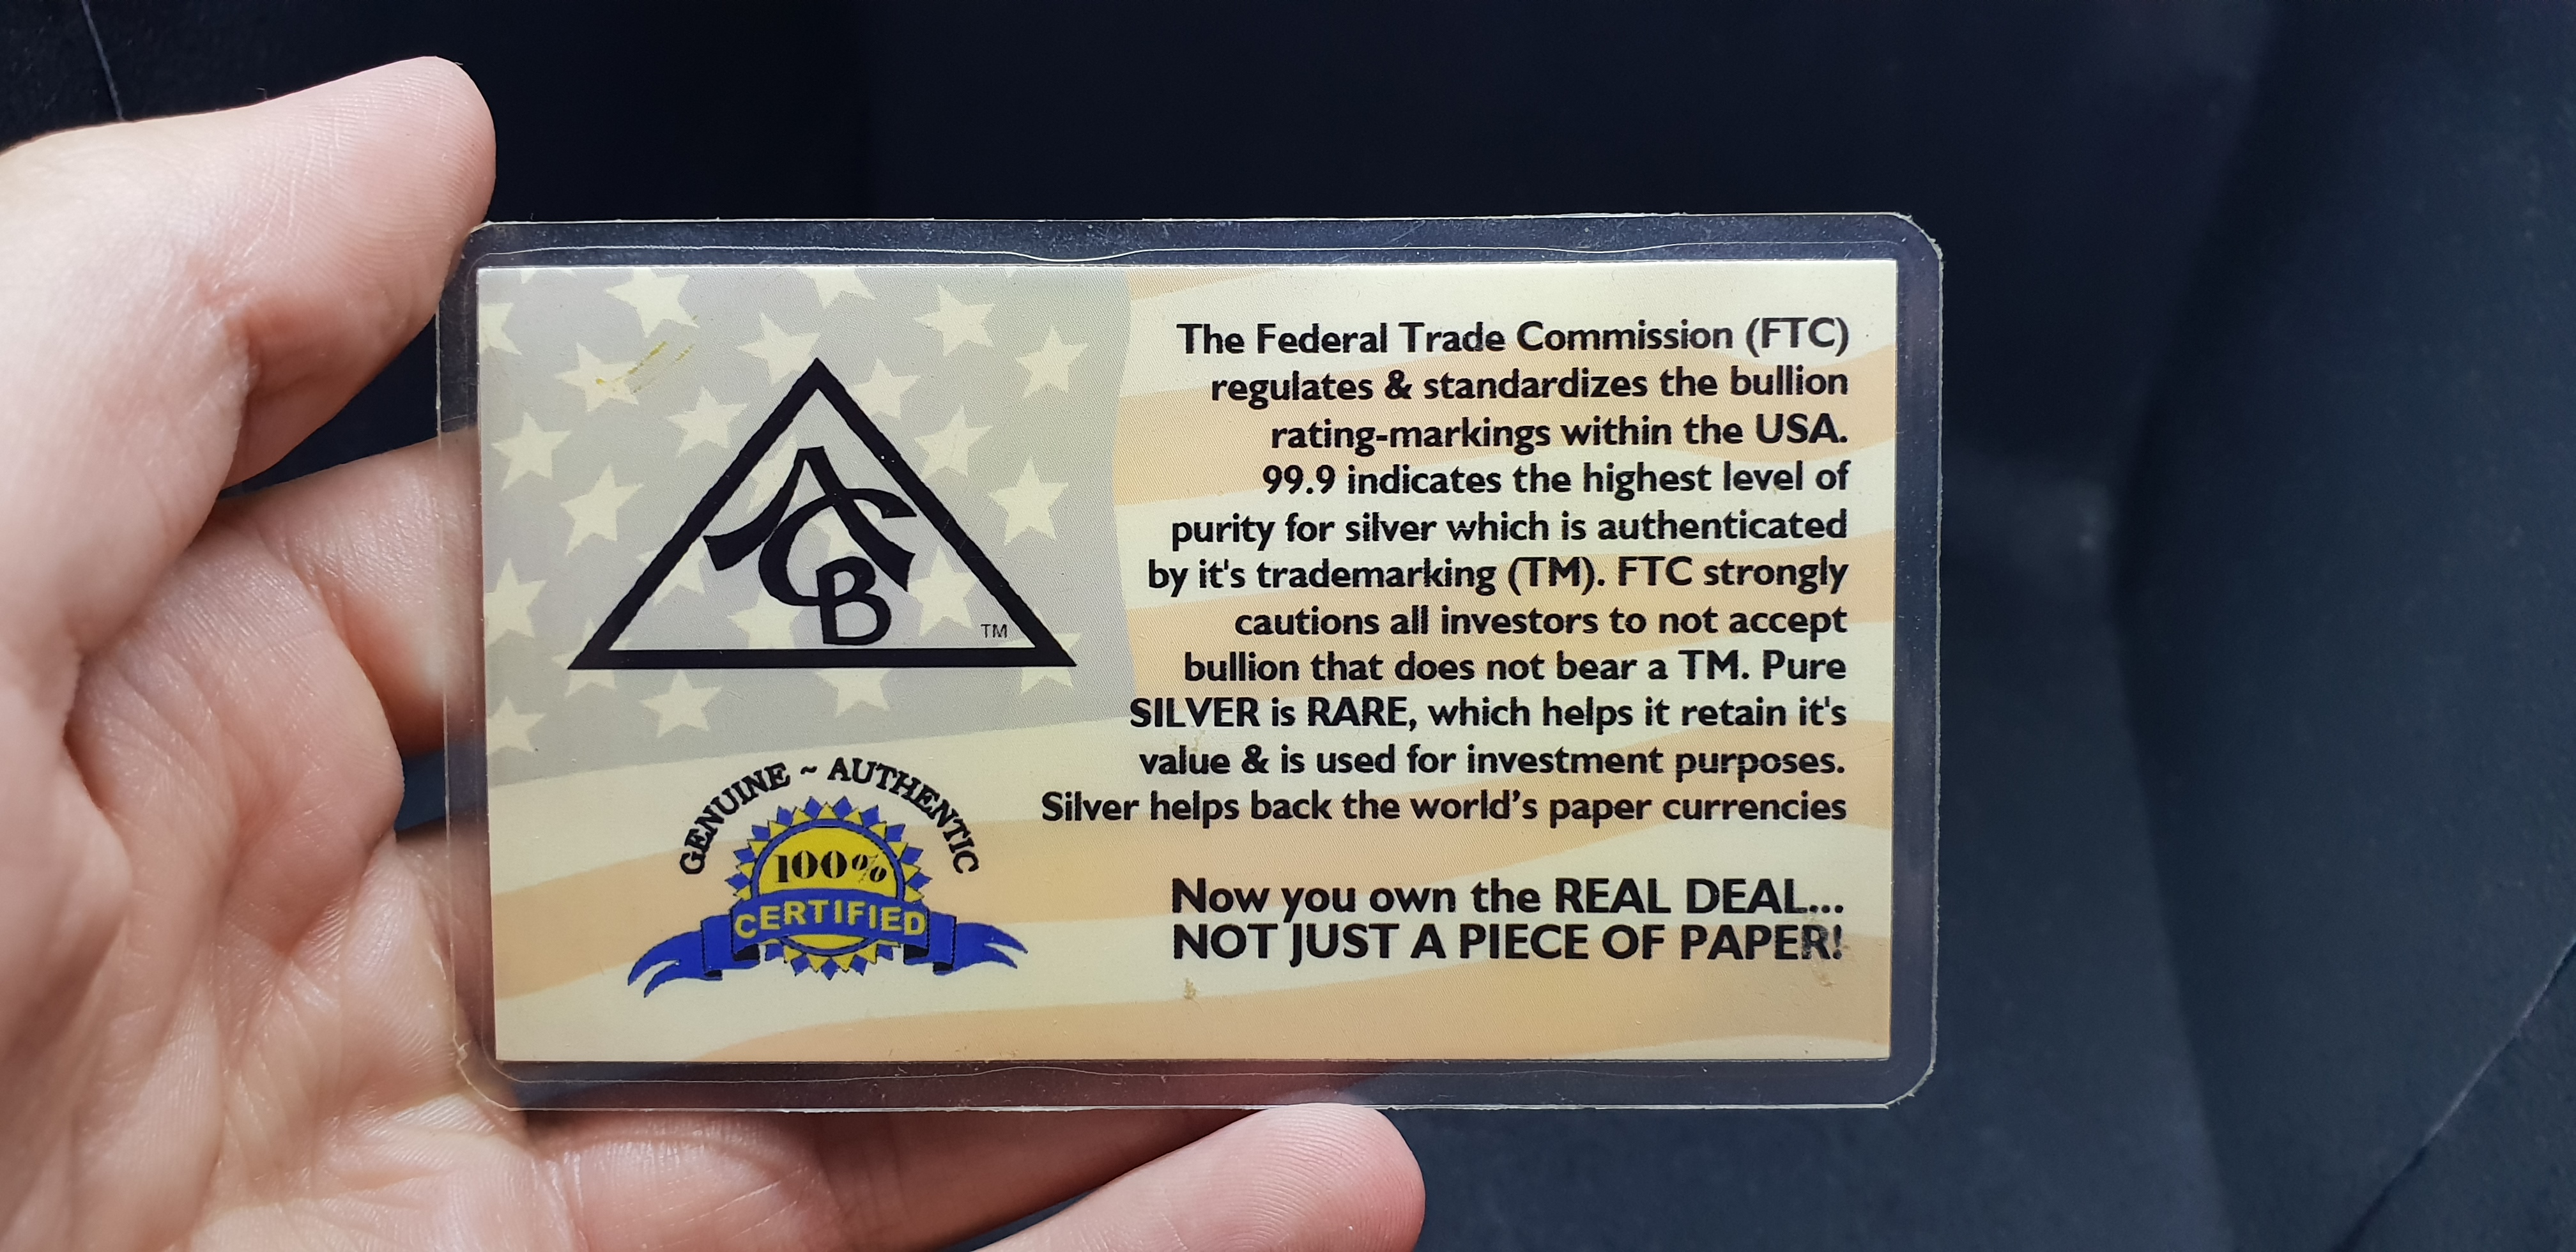 ACB
TM
GENUINE ~ AUTHENTIC
100%
CERTIFIED
The Federal Trade Commission (FTC)
regulates & standardizes the bullion
rating-markings within the USA.
99.9 indicates the highest level of
purity for silver which is authenticated
by it's trademarking (TM). FTC strongly
cautions all investors to not accept
bullion that does not bear a TM. Pure
SILVER is RARE, which helps it retain it's
value & is used for investment purposes.
Silver helps back the world's paper currencies
Now you own the REAL DEAL...
NOT JUST A PIECE OF PAPER!